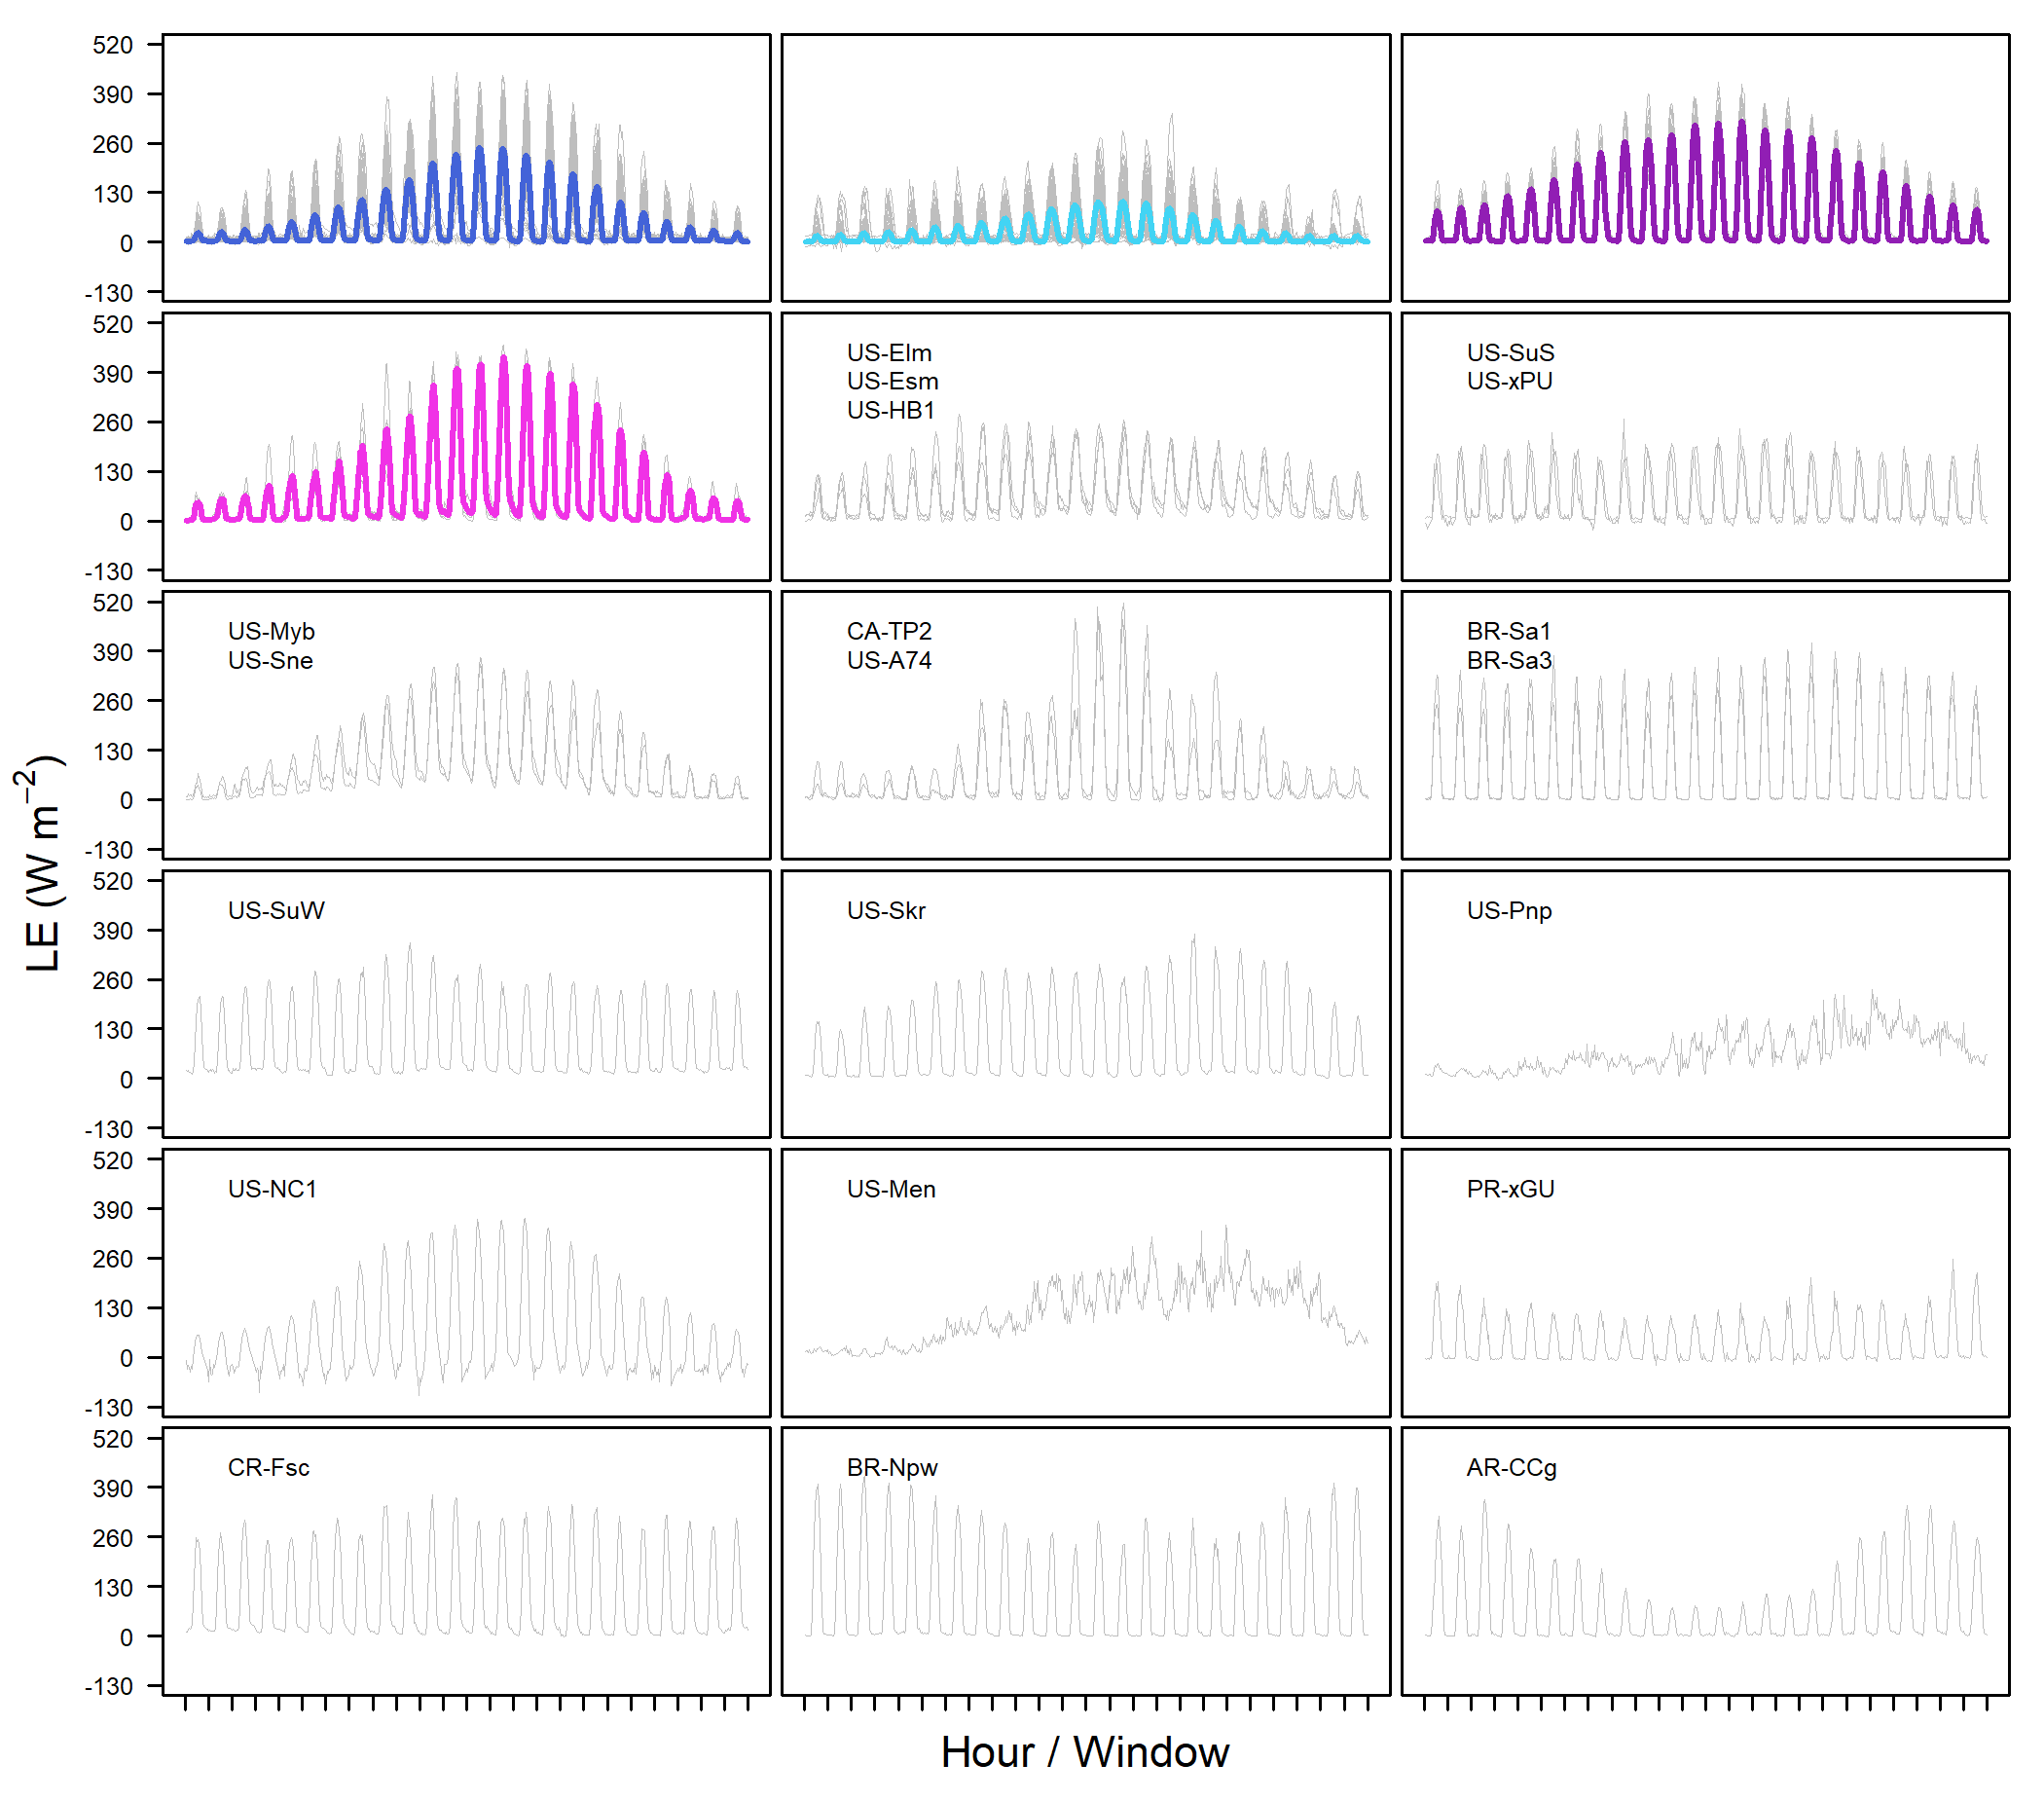 520
390
260
130
0
-130
520
390
260
130
0
-130
US-Elm
US-Esm
US-HB1
US-SuS
US-xPU
520
390
260
130
0
-130
US-Myb
US-Sne
CA-TP2
US-A74
BR-Sa1
BR-Sa3
520
390
260
130
0
-130
US-SuW
US-Skr
US-Pnp
520
390
260
130
0
-130
US-NC1
US-Men
PR-xGU
520
390
260
130
0
-130
CR-Fsc
BR-Npw
AR-CCg
LE (W m⁻²)
Hour / Window